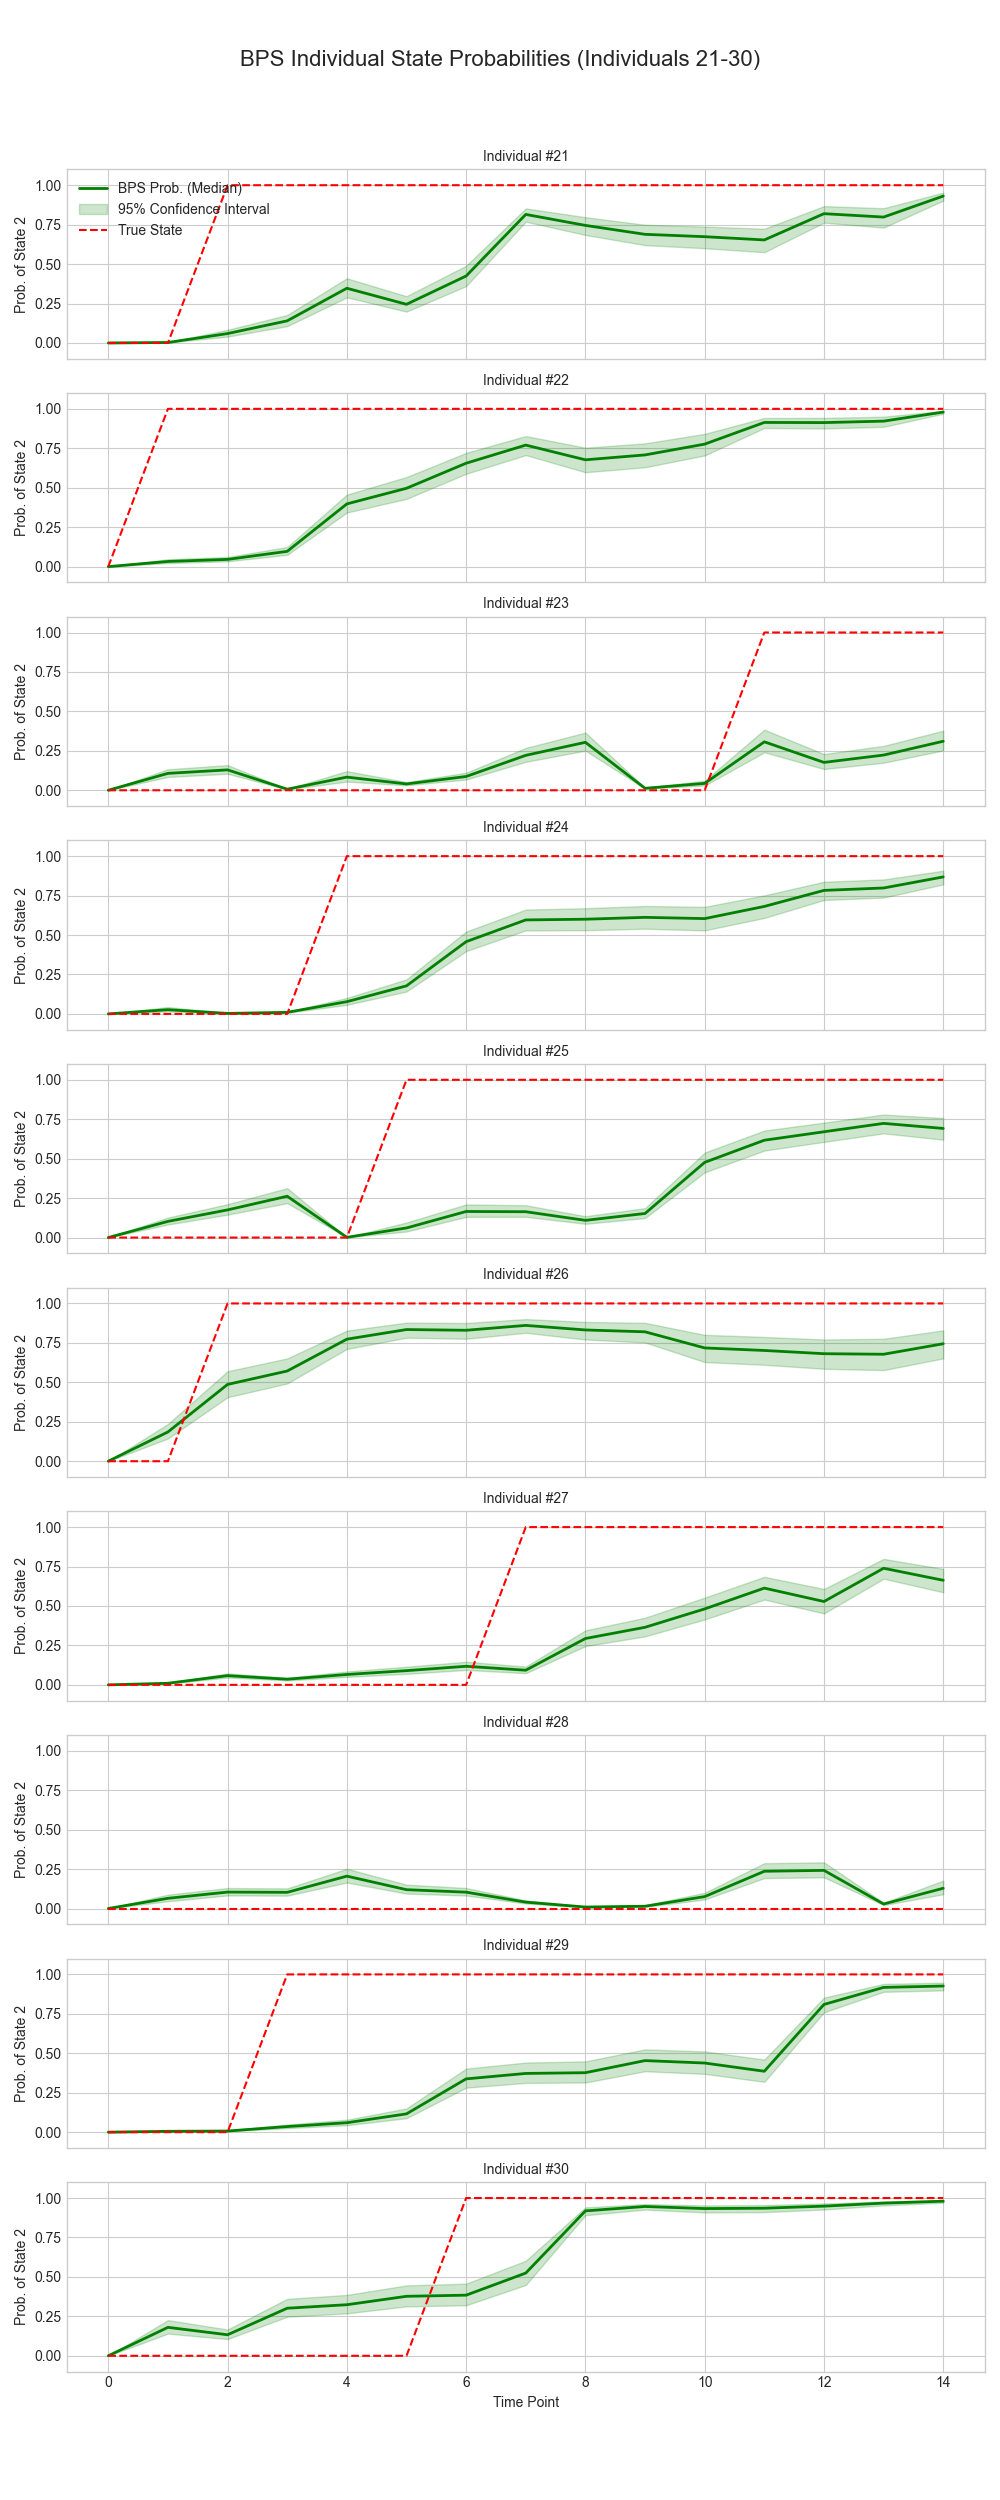 BPS Individual State Probabilities (Individuals 21-30)
Individual #21
1.00
0.75
0.50
0.25
0.00
Prob. of State 2
BPS Prob. (Median)
95% Confidence Interval
True State
Individual #22
1.00
0.75
0.50
0.25
0.00
Prob. of State 2
Individual #23
1.00
0.75
0.50
0.25
0.00
Prob. of State 2
Individual #24
1.00
0.75
0.50
0.25
0.00
Prob. of State 2
Individual #25
1.00
0.75
0.50
0.25
0.00
Prob. of State 2
Individual #26
1.00
0.75
0.50
0.25
0.00
Prob. of State 2
Individual #27
1.00
0.75
0.50
0.25
0.00
Prob. of State 2
Individual #28
1.00
0.75
0.50
0.25
0.00
Prob. of State 2
Individual #29
1.00
0.75
0.50
0.25
0.00
Prob. of State 2
Individual #30
1.00
0.75
0.50
0.25
0.00
Prob. of State 2
0 2 4 6 8 10 12 14
Time Point